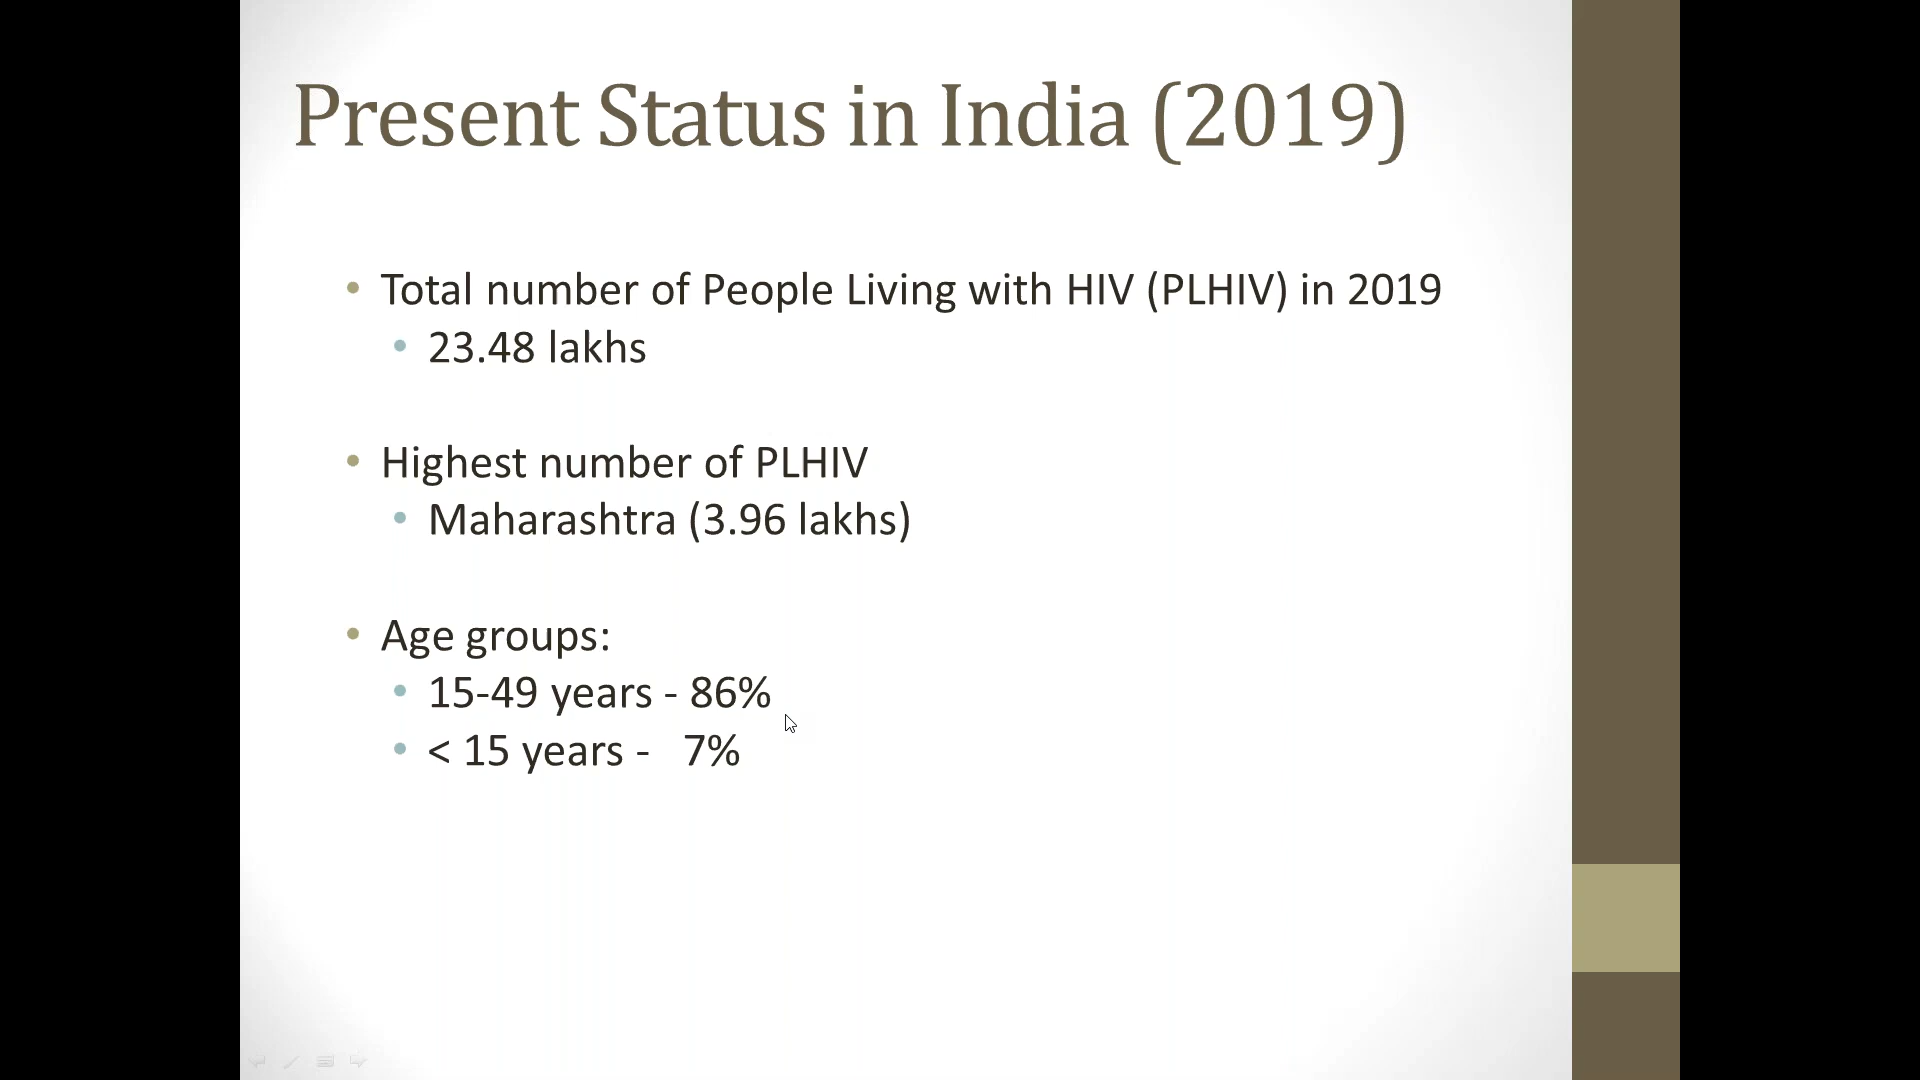 Present Status in India (2019)
• Total number of People Living with HIV (PLHIV) in 2019
• 23.48 lakhs
• Highest number of PLHIV
• Maharashtra (3.96 lakhs)
• Age groups:
• 15-49 years - 86%
• < 15 years -   7%